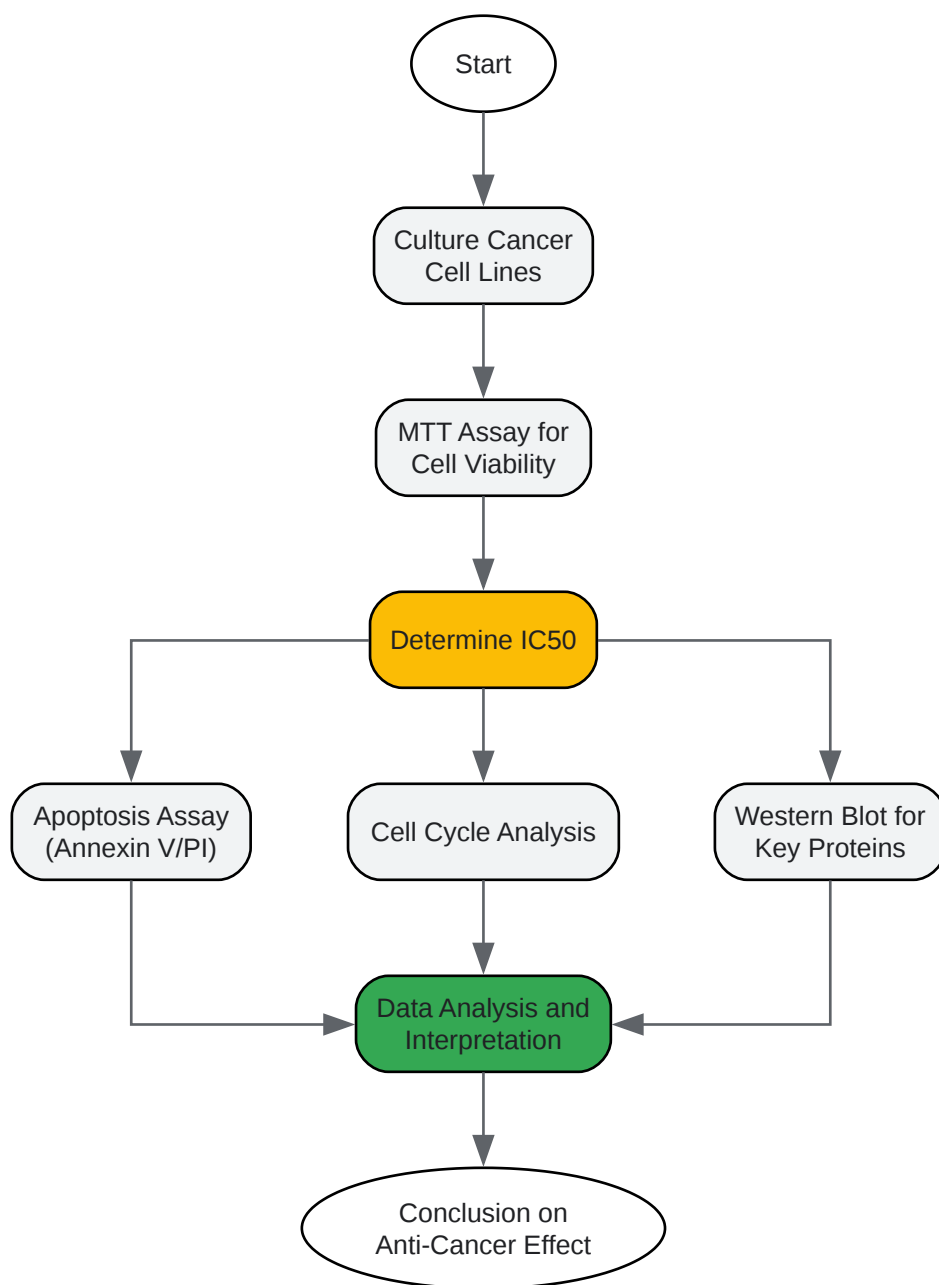 Start
Culture Cancer
Cell Lines
MTT Assay for
Cell Viability
Determine IC50
Apoptosis Assay
(Annexin V/PI)
Cell Cycle Analysis
Western Blot for
Key Proteins
Data Analysis and
Interpretation
Conclusion on
Anti-Cancer Effect